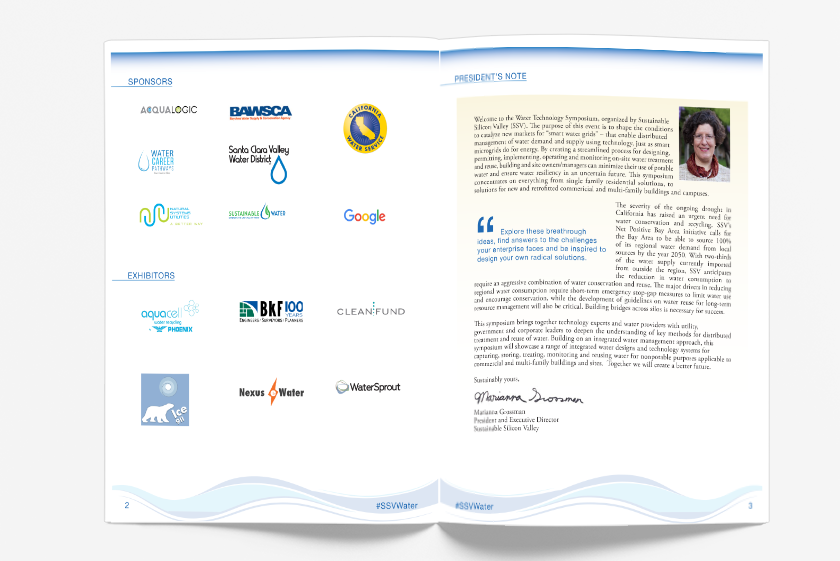 SPONSORS
ACQUALOGIC
BAWSCA
CALIFORNIA
WATER SERVICE
WATER
CAREER
PATHWAYS
Santa Clara Valley
Water District
SUSTAINABLE WATER
Google
EXHIBITORS
aquacell
water recycling
PHOENIX
BKF 100
YEARS
ENGINEERS / SURVEYORS / PLANNERS
CLEAN:FUND
Ice
Nexus Water
WaterSprout
2
#SSVWater
PRESIDENT'S NOTE
Welcome to the Water Technology Symposium, organized by Sustainable
Silicon Valley (SSV). The purpose of this event is to shape the conditions
to catalyze new markets for "smart water grids" – that enable distributed
management of water demand and supply using technology, just as smart
microgrids do for energy. By creating a streamlined process for designing,
permitting, implementing, operating and monitoring on-site water treatment
and reuse, building and site owners/managers can minimize their use of potable
water and ensure water resiliency in an uncertain future. This symposium
concentrates on everything from single family residential solutions, to
solutions for new and retrofitted commercial and multi-family buildings and campuses.
The severity of the ongoing drought in
California has raised an urgent need for
water conservation and recycling. SSV's
Net Positive Bay Area initiative calls for
the Bay Area to be able to source 100%
of its regional water demand from local
sources by the year 2050. With two-thirds
of the water supply currently imported
from outside the region, SSV anticipates
the reduction in water consumption to
“ Explore these breakthrough
ideas, find answers to the challenges
your enterprise faces and be inspired to
design your own radical solutions.
require an aggressive combination of water conservation and reuse. The major drivers in reducing
regional water consumption require short-term emergency stop-gap measures to limit water use
and encourage conservation, while the development of guidelines on water reuse for long-term
resource management will also be critical. Building bridges across silos is necessary for success.
This symposium brings together technology experts and water providers with utility,
government and corporate leaders to deepen the understanding of key methods for distributed
treatment and reuse of water. Building on an integrated water management approach, this
symposium will showcase a range of integrated water designs and technology systems for
capturing, storing, treating, monitoring and reusing water for nonpotable purposes applicable to
commercial and multi-family buildings and sites. Together we will create a better future.
Sustainably yours,
Marianna Grossman
Marianna Grossman
President and Executive Director
Sustainable Silicon Valley
#SSVWater
3